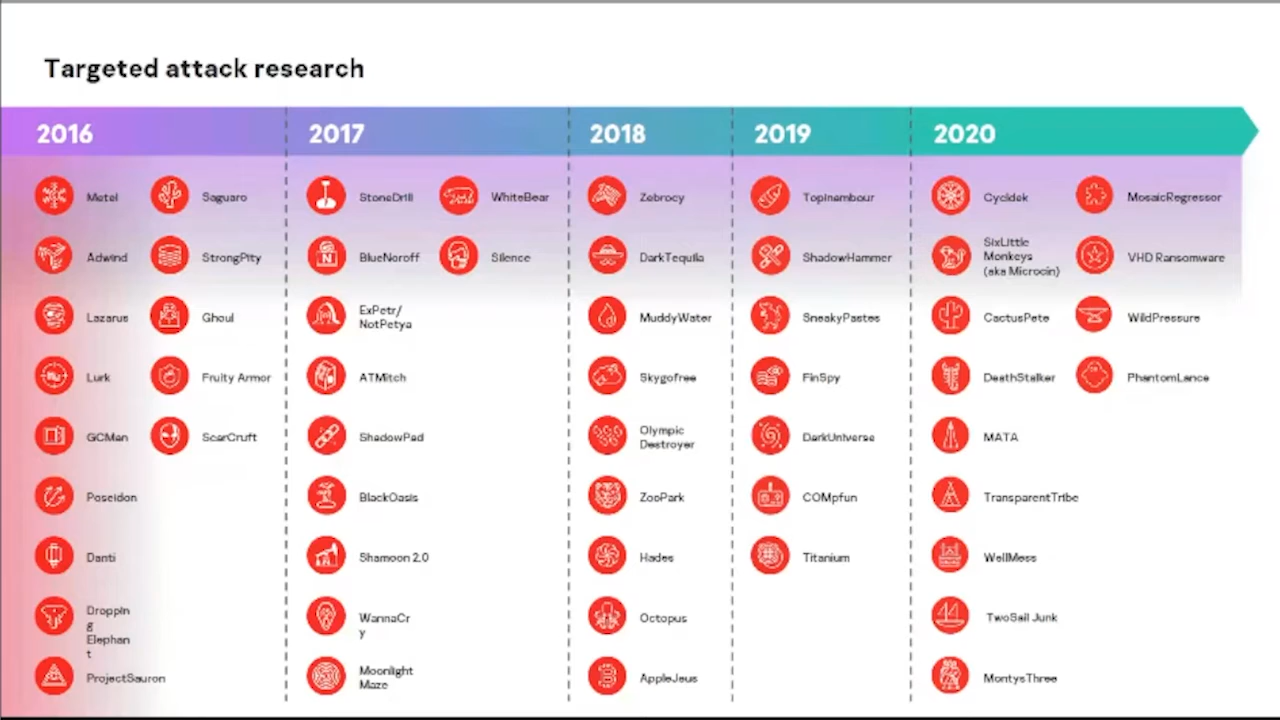 Targeted attack research
2016
2017
2018
2019
2020
Metel
Saguaro
Adwind
StrongPity
Lazarus
Ghoul
Lurk
Fruity Armor
GCMan
ScarCruft
Poseidon
Danti
Droppin
g
Elephan
t
ProjectSauron
StoneDrill
WhiteBear
BlueNoroff
Silence
ExPetr/
NotPetya
ATMitch
ShadowPad
BlackOasis
Shamoon 2.0
WannaCr
y
Moonlight
Maze
Zebrocy
DarkTequila
MuddyWater
Skygofree
Olympic
Destroyer
ZooPark
Hades
Octopus
AppleJeus
Topinambour
ShadowHammer
SneakyPastes
FinSpy
DarkUniverse
COMpfun
Titanium
Cycldek
MosaicRegressor
SixLittle
Monkeys
(aka Microcin)
VHD Ransomware
CactusPete
WildPressure
DeathStalker
PhantomLance
MATA
TransparentTribe
WellMess
TwoSail Junk
MontysThree